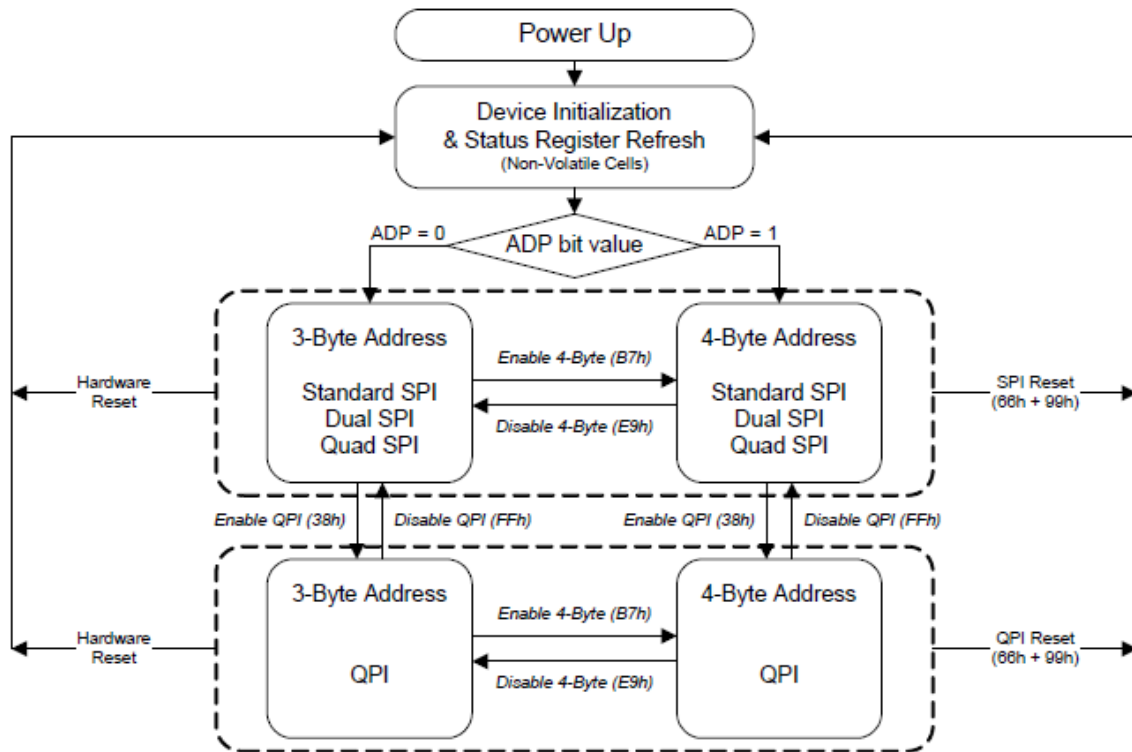 Power Up
Device Initialization
& Status Register Refresh
(Non-Volatile Cells)
ADP = 0
ADP bit value
ADP = 1
3-Byte Address
Standard SPI
Dual SPI
Quad SPI
Enable 4-Byte (B7h)
Disable 4-Byte (E9h)
4-Byte Address
Standard SPI
Dual SPI
Quad SPI
Hardware
Reset
SPI Reset
(66h + 99h)
Enable QPI (38h)
Disable QPI (FFh)
Enable QPI (38h)
Disable QPI (FFh)
3-Byte Address
QPI
Enable 4-Byte (B7h)
Disable 4-Byte (E9h)
4-Byte Address
QPI
Hardware
Reset
QPI Reset
(66h + 99h)